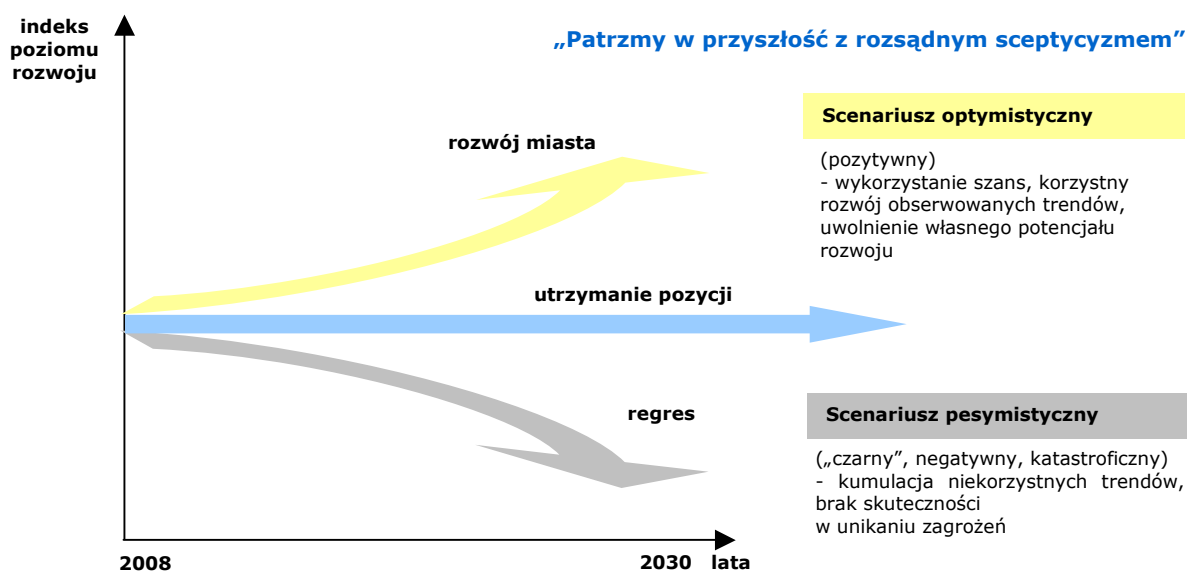 indeks
poziomu
rozwoju
„Patrzmy w przyszłość z rozsądnym sceptycyzmem”
Scenariusz optymistyczny
(pozytywny)
- wykorzystanie szans, korzystny
rozwój obserwowanych trendów,
uwolnienie własnego potencjału
rozwoju
rozwój miasta
utrzymanie pozycji
regres
Scenariusz pesymistyczny
(„czarny”, negatywny, katastroficzny)
- kumulacja niekorzystnych trendów,
brak skuteczności
w unikaniu zagrożeń
2008
2030 lata